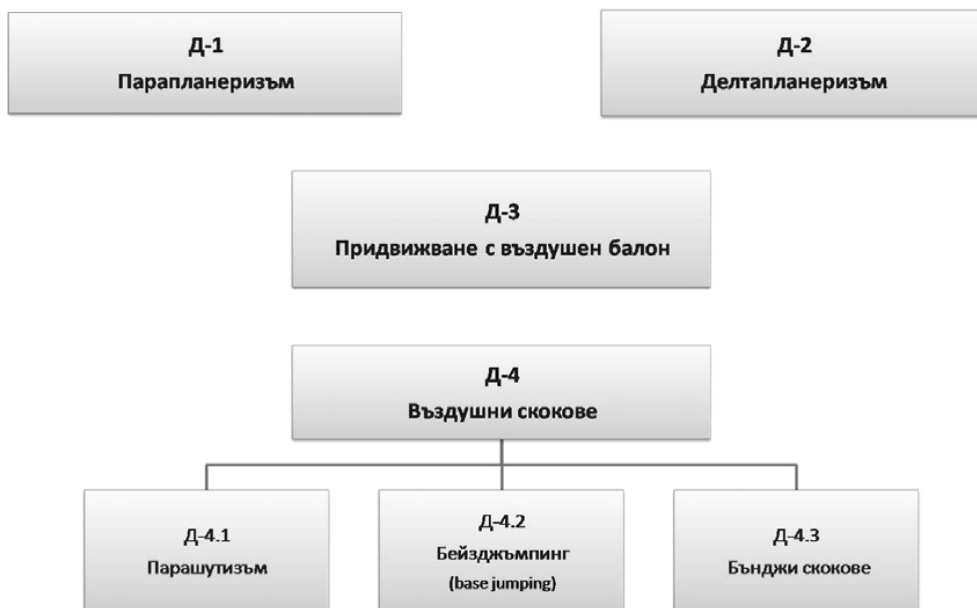 Д-1
Парапланеризъм
Д-2
Делтапланеризъм
Д-3
Придвижване с въздушен балон
Д-4
Въздушни скокове
Д-4.1
Парашутизъм
Д-4.2
Бейзджъмпинг
(base jumping)
Д-4.3
Бънджи скокове